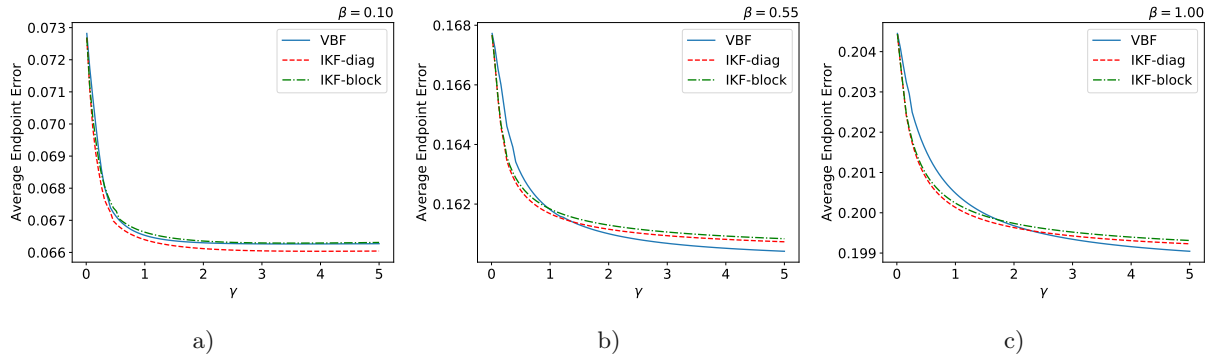 β = 0.10
Average Endpoint Error
0.073
0.072
0.071
0.070
0.069
0.068
0.067
0.066
VBF
IKF-diag
IKF-block
0 1 2 3 4 5
γ
a)
β = 0.55
Average Endpoint Error
0.168
0.166
0.164
0.162
VBF
IKF-diag
IKF-block
0 1 2 3 4 5
γ
b)
β = 1.00
Average Endpoint Error
0.204
0.203
0.202
0.201
0.200
0.199
VBF
IKF-diag
IKF-block
0 1 2 3 4 5
γ
c)